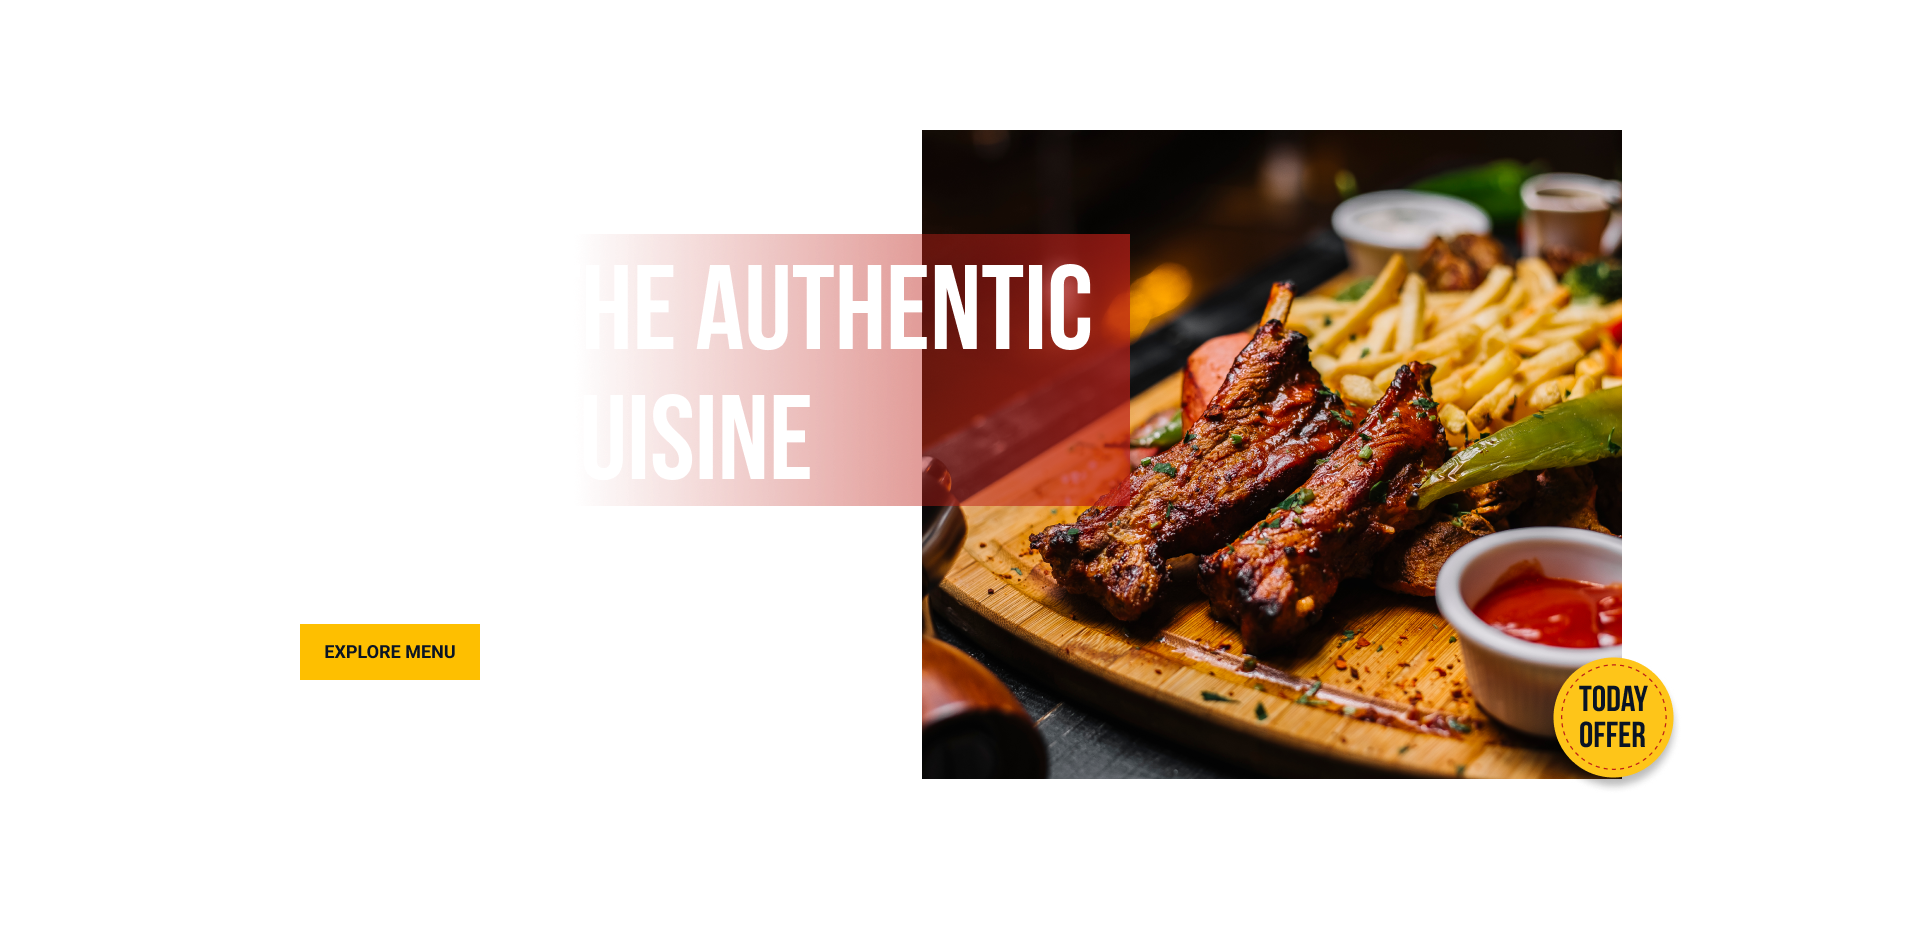 HE AUTHENTIC
UISINE
EXPLORE MENU
TODAY
OFFER